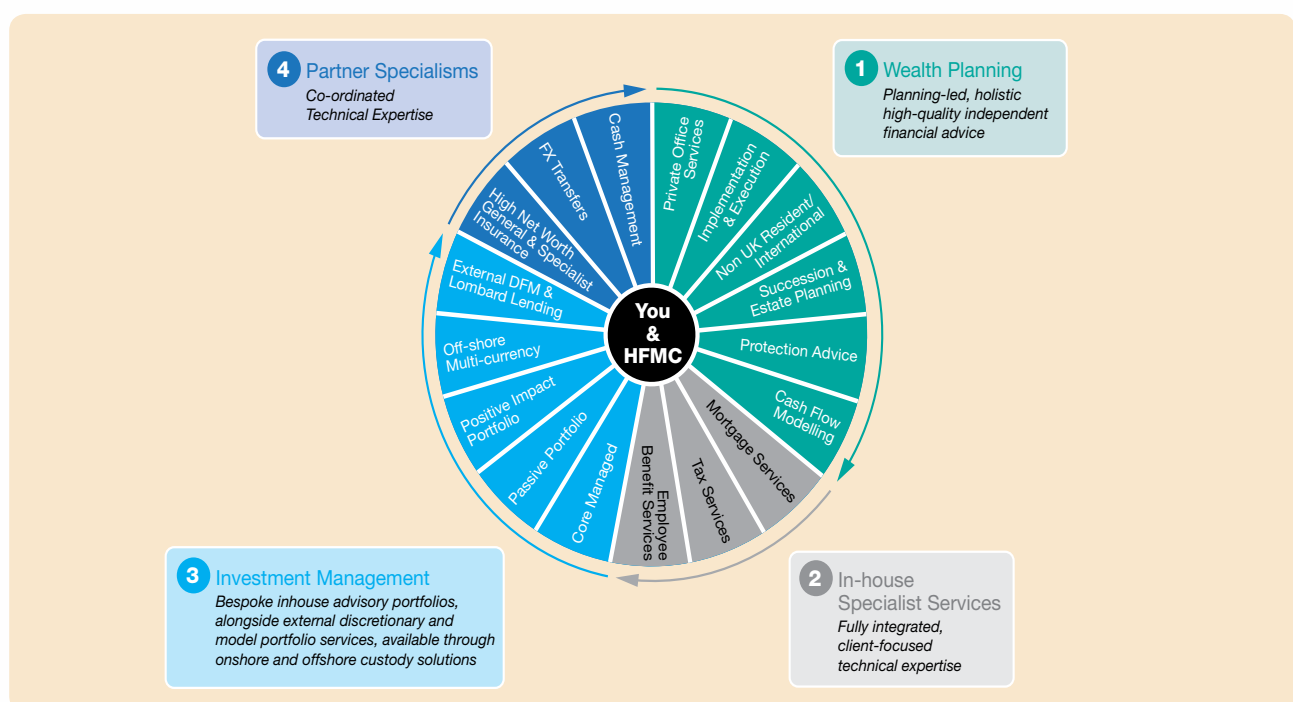 4 Partner Specialisms
Co-ordinated
Technical Expertise
1 Wealth Planning
Planning-led, holistic
high-quality independent
financial advice
Private Office
Services
Implementation
& Execution
Non UK Resident/
International
Succession &
Estate Planning
Protection Advice
Cash Flow
Modelling
Mortgage Services
Tax Services
Employee
Benefit Services
Core Managed
Passive Portfolio
Positive Impact
Portfolio
Off-shore
Multi-currency
External DFM &
Lombard Lending
High Net Worth
General & Specialist
Insurance
FX Transfers
Cash Management
You
&
HFMC
3 Investment Management
Bespoke inhouse advisory portfolios,
alongside external discretionary and
model portfolio services, available through
onshore and offshore custody solutions
2 In-house
Specialist Services
Fully integrated,
client-focused
technical expertise